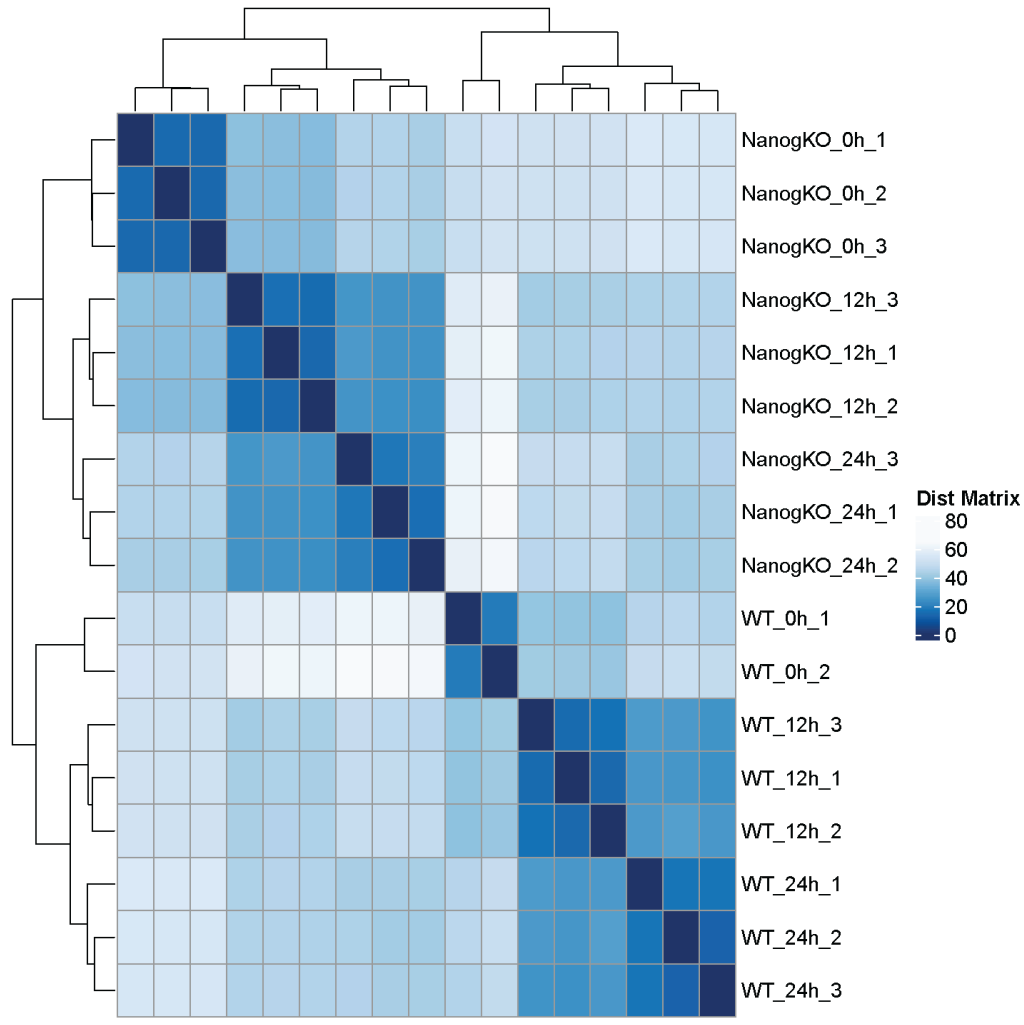 NanogKO_0h_1
NanogKO_0h_2
NanogKO_0h_3
NanogKO_12h_3
NanogKO_12h_1
NanogKO_12h_2
NanogKO_24h_3
NanogKO_24h_1
NanogKO_24h_2
WT_0h_1
WT_0h_2
WT_12h_3
WT_12h_1
WT_12h_2
WT_24h_1
WT_24h_2
WT_24h_3
Dist Matrix
80
60
40
20
0